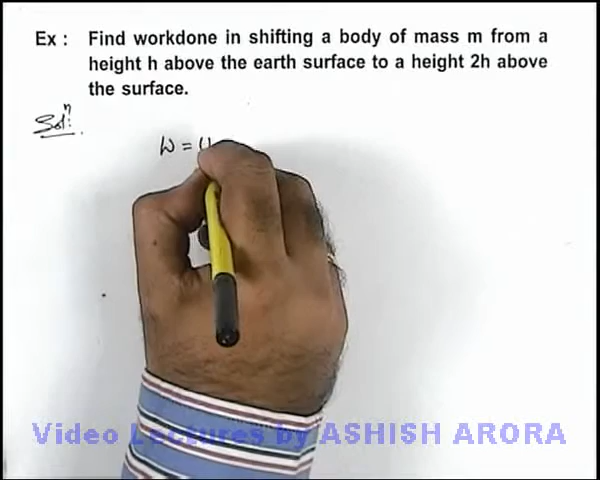 Ex : Find workdone in shifting a body of mass m from a
height h above the earth surface to a height 2h above
the surface.
Solⁿ.
W =
Video Lectures by ASHISH ARORA